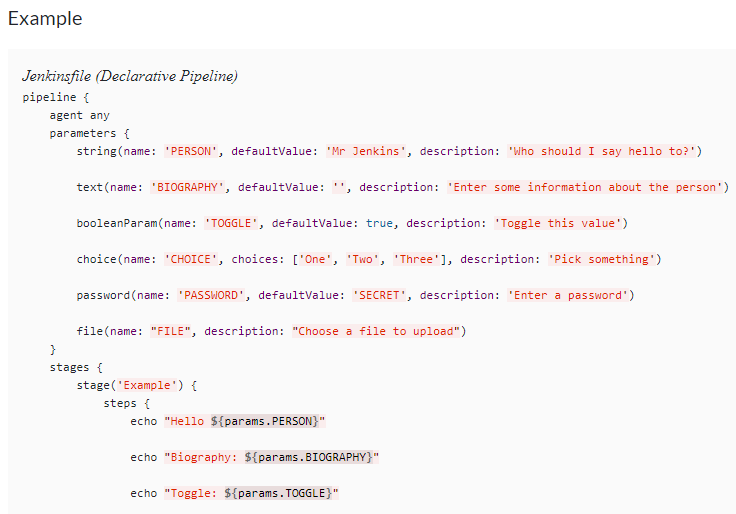 Example
Jenkinsfile (Declarative Pipeline)
pipeline {
    agent any
    parameters {
        string(name: 'PERSON', defaultValue: 'Mr Jenkins', description: 'Who should I say hello to?')
        text(name: 'BIOGRAPHY', defaultValue: '', description: 'Enter some information about the person')
        booleanParam(name: 'TOGGLE', defaultValue: true, description: 'Toggle this value')
        choice(name: 'CHOICE', choices: ['One', 'Two', 'Three'], description: 'Pick something')
        password(name: 'PASSWORD', defaultValue: 'SECRET', description: 'Enter a password')
        file(name: "FILE", description: "Choose a file to upload")
    }
    stages {
        stage('Example') {
            steps {
                echo "Hello ${params.PERSON}"
                echo "Biography: ${params.BIOGRAPHY}"
                echo "Toggle: ${params.TOGGLE}"